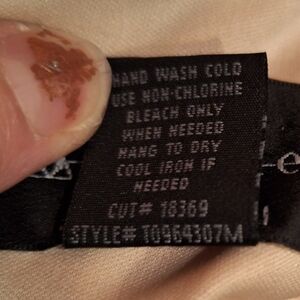 HAND WASH COLD
USE NON-CHLORINE
BLEACH ONLY
WHEN NEEDED
HANG TO DRY
COOL IRON IF
NEEDED
CUT# 18369
STYLE# T0964307M